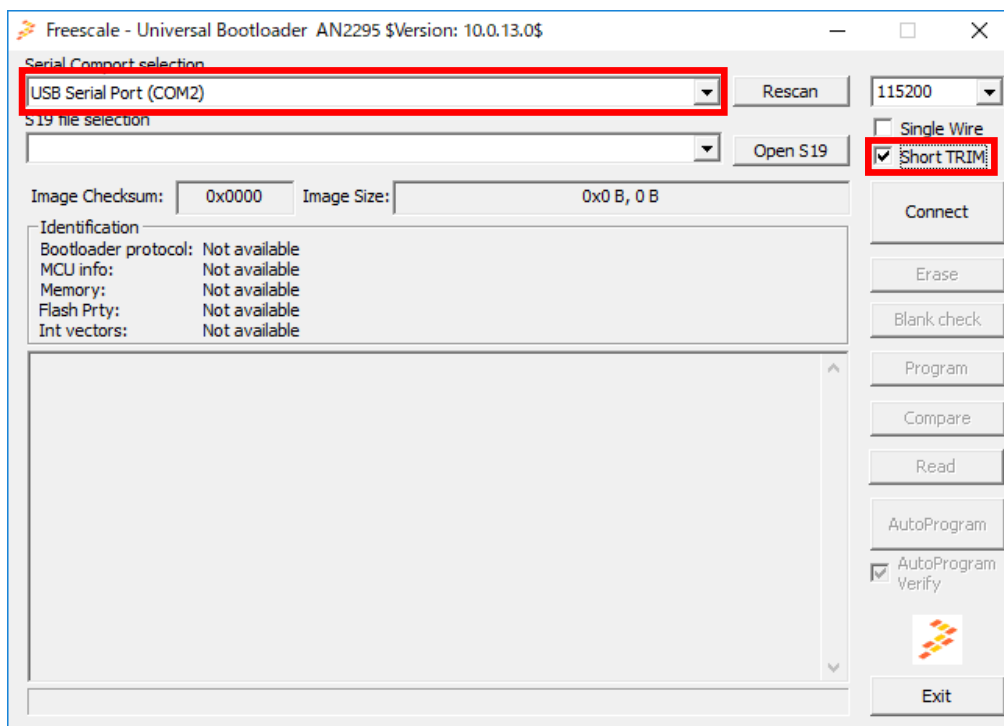 Freescale - Universal Bootloader AN2295 $Version: 10.0.13.0$
Serial Comport selection
USB Serial Port (COM2)
Rescan
115200
S19 file selection
Single Wire
Open S19
Short TRIM
Image Checksum: 0x0000 Image Size: 0x0 B, 0 B
Connect
Identification
Bootloader protocol: Not available
MCU info: Not available
Memory: Not available
Flash Prty: Not available
Int vectors: Not available
Erase
Blank check
Program
Compare
Read
AutoProgram
AutoProgram
Verify
Exit